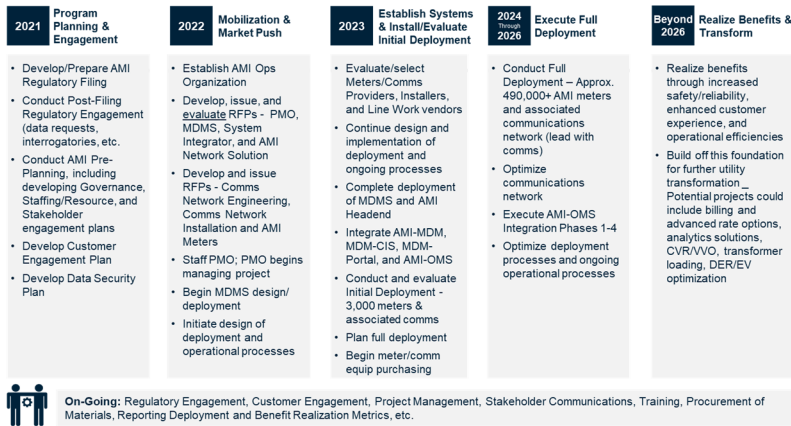 2021
Program
Planning &
Engagement
• Develop/Prepare AMI
Regulatory Filing
• Conduct Post-Filing
Regulatory Engagement
(data requests,
interrogatories, etc.
• Conduct AMI Pre-
Planning, including
developing Governance,
Staffing/Resource, and
Stakeholder
engagement plans
• Develop Customer
Engagement Plan
• Develop Data Security
Plan
2022
Mobilization &
Market Push
• Establish AMI Ops
Organization
• Develop, issue, and
evaluate RFPs - PMO,
MDMS, System
Integrator, and AMI
Network Solution
• Develop and issue
RFPs - Comms
Network Engineering,
Comms Network
Installation and AMI
Meters
• Staff PMO; PMO begins
managing project
• Begin MDMS design/
deployment
• Initiate design of
deployment and
operational processes
2023
Establish Systems
& Install/Evaluate
Initial Deployment
• Evaluate/select
Meters/Comms
Providers, Installers,
and Line Work vendors
• Continue design and
implementation of
deployment and
ongoing processes
• Complete deployment
of MDMS and AMI
Headend
• Integrate AMI-MDM,
MDM-CIS, MDM-
Portal, and AMI-OMS
• Conduct and evaluate
Initial Deployment -
3,000 meters &
associated comms
• Plan full deployment
• Begin meter/comm
equip purchasing
2024
Through
2026
Execute Full
Deployment
• Conduct Full
Deployment – Approx.
490,000+ AMI meters
and associated
communications
network (lead with
comms)
• Optimize
communications
network
• Execute AMI-OMS
Integration Phases 1-4
• Optimize deployment
processes and ongoing
operational processes
Beyond
2026
Realize Benefits &
Transform
• Realize benefits
through increased
safety/reliability,
enhanced customer
experience, and
operational efficiencies
• Build off this foundation
for further utility
transformation _
Potential projects could
include billing and
advanced rate options,
analytics solutions,
CVR/VVO, transformer
loading, DER/EV
optimization
On-Going: Regulatory Engagement, Customer Engagement, Project Management, Stakeholder Communications, Training, Procurement of
Materials, Reporting Deployment and Benefit Realization Metrics, etc.